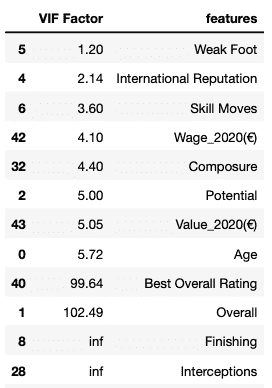 VIF Factor features
5 1.20 Weak Foot
4 2.14 International Reputation
6 3.60 Skill Moves
42 4.10 Wage_2020(€)
32 4.40 Composure
2 5.00 Potential
43 5.05 Value_2020(€)
0 5.72 Age
40 99.64 Best Overall Rating
1 102.49 Overall
8 inf Finishing
28 inf Interceptions